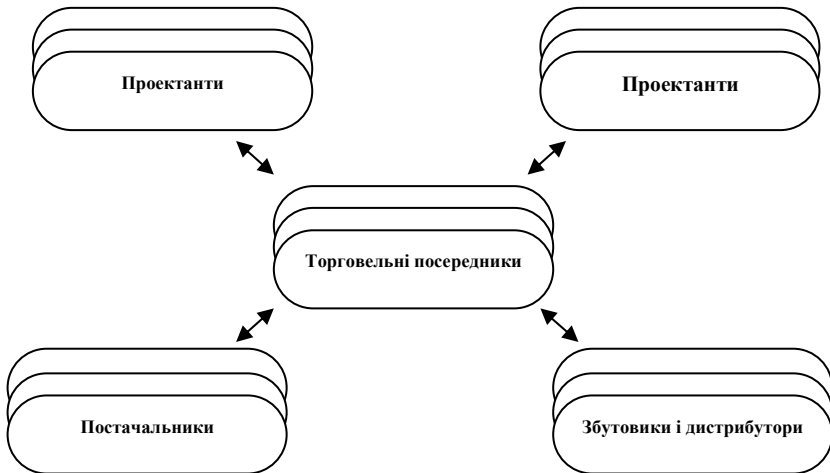 Проектанти
Проектанти
Торговельні посередники
Постачальники
Збутовики і дистрибутори